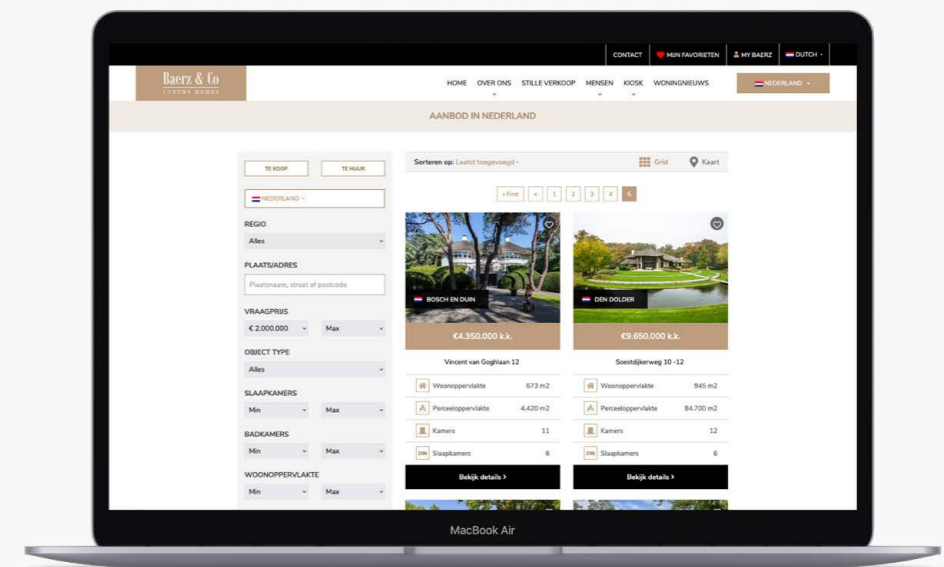 CONTACT MIJN FAVORIETEN MY BAERZ DUTCH
Baerz & Co
LUXURY HOMES
HOME OVER ONS STILLE VERKOOP MENSEN KIOSK WONINGNIEUWS NEDERLAND
AANBOD IN NEDERLAND
TE KOOP TE HUUR
NEDERLAND
REGIO
Alles
PLAATS/ADRES
Plaatsnaam, straat of postcode
VRAAGPRIJS
€ 2.000.000 Max
OBJECT TYPE
Alles
SLAAPKAMERS
Min Max
BADKAMERS
Min Max
WOONOPPERVLAKTE
Min Max
Sorteren op: Laatst toegevoegd Grid Kaart
« First « 1 2 3 4 5
BOSCH EN DUIN
€4.350.000 k.k.
Vincent van Goghlaan 12
Woonoppervlakte 673 m2
Perceeloppervlakte 4.420 m2
Kamers 11
Slaapkamers 6
Bekijk details >
DEN DOLDER
€9.650.000 k.k.
Soestdijkerweg 10 -12
Woonoppervlakte 945 m2
Perceeloppervlakte 84.700 m2
Kamers 12
Slaapkamers 6
Bekijk details >
MacBook Air